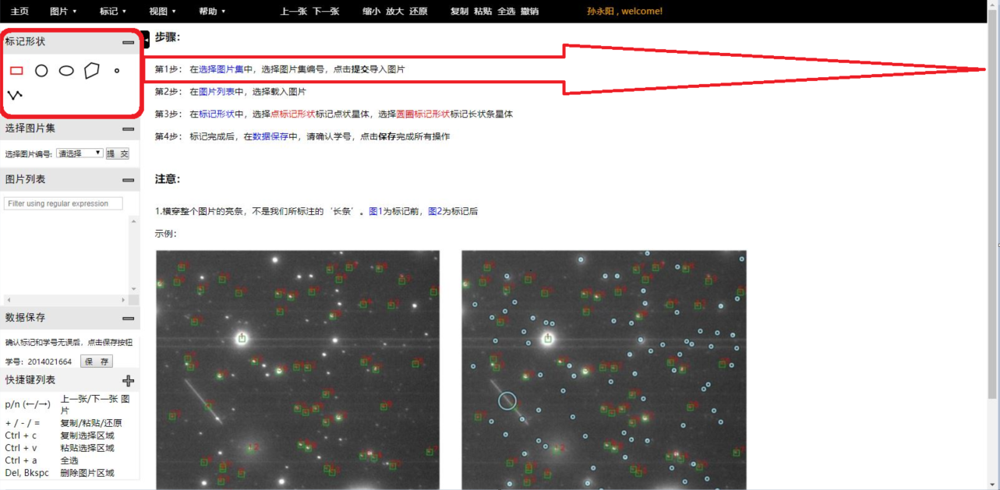 主页 图片 标记 视图 帮助 上一张 下一张 缩小 放大 还原 复制 粘贴 全选 撤销 孙永阳 , welcome!
标记形状
选择图片集
选择图片编号: 请选择 提 交
图片列表
Filter using regular expression
数据保存
确认标记和学号无误后，点击保存按钮
学号: 2014021664 保 存
快捷键列表
p/n (←/→) 上一张/下一张 图片
+ / - / = 复制/粘贴/还原
Ctrl + c 复制选择区域
Ctrl + v 粘贴选择区域
Ctrl + a 全选
Del, Bkspc 删除图片区域
步骤：
第1步： 在选择图片集中，选择图片集编号，点击提交导入图片
第2步： 在图片列表中，选择载入图片
第3步： 在标记形状中，选择点标记形状标记点状星体，选择圆圈标记形状标记长状条星体
第4步： 标记完成后，在数据保存中，请确认学号，点击保存完成所有操作
注意：
1.横穿整个图片的亮条，不是我们所标注的‘长条’。图1为标记前，图2为标记后
示例：